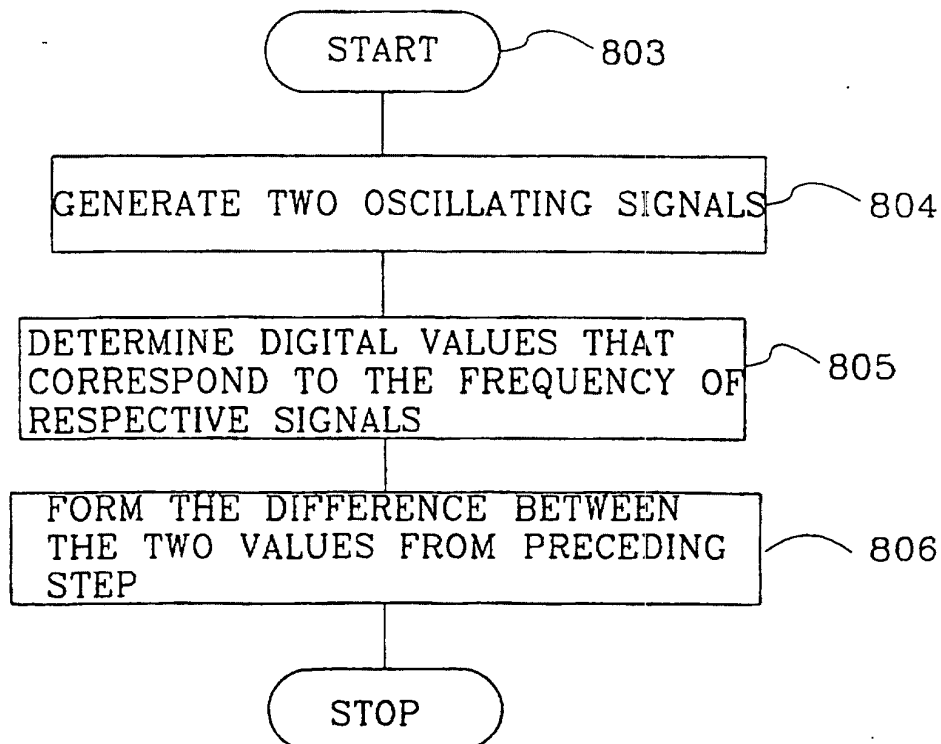 START
803
GENERATE TWO OSCILLATING SIGNALS
804
DETERMINE DIGITAL VALUES THAT
CORRESPOND TO THE FREQUENCY OF
RESPECTIVE SIGNALS
805
FORM THE DIFFERENCE BETWEEN
THE TWO VALUES FROM PRECEDING
STEP
806
STOP